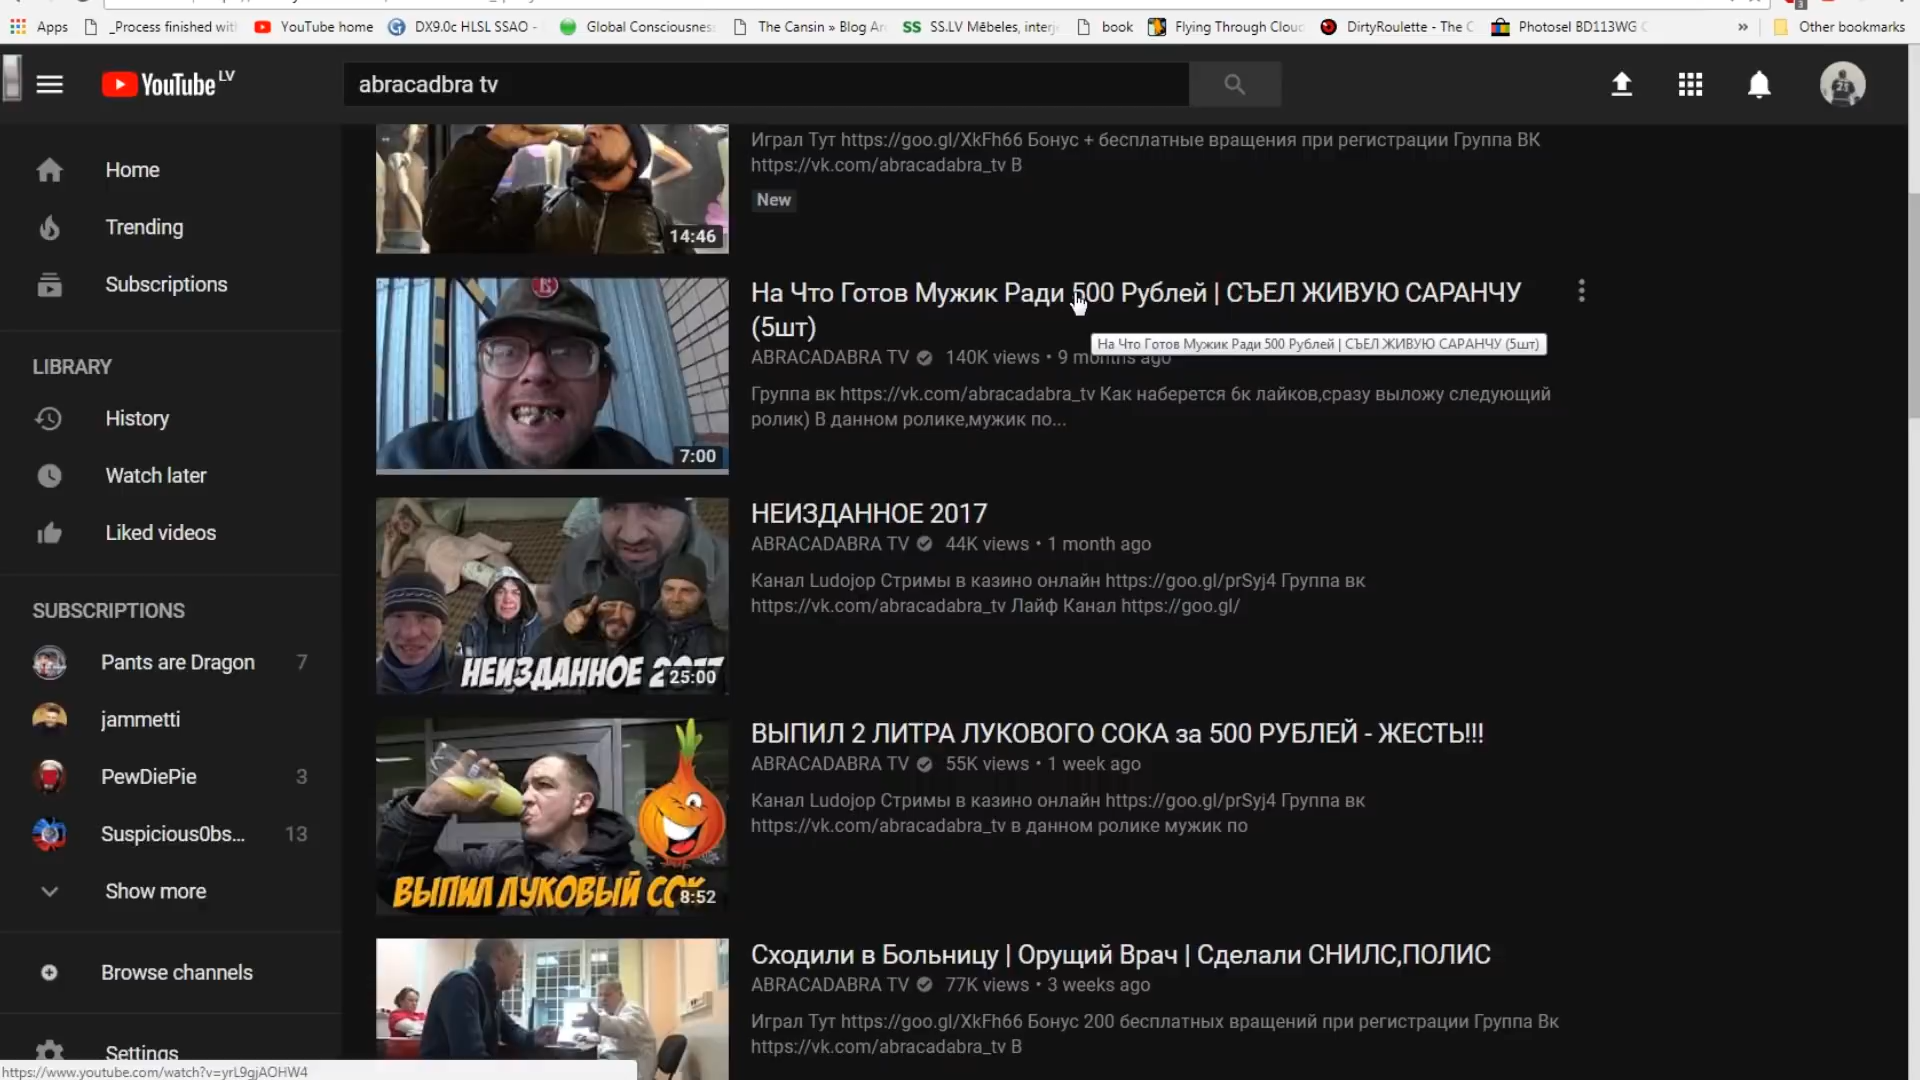 Apps
_Process finished wit
YouTube home
DX9.0c HLSL SSAO -
Global Consciousnes
The Cansin » Blog Ar
SS SS.LV Mēbeles, interj
book
Flying Through Clou
DirtyRoulette - The C
Photosel BD113WG
»
Other bookmarks
YouTube LV
abracadbra tv
Home
Trending
Subscriptions
LIBRARY
History
Watch later
Liked videos
SUBSCRIPTIONS
Pants are Dragon 7
jammetti
PewDiePie 3
Suspicious0bs... 13
Show more
Browse channels
Settings
14:46
Играл Тут https://goo.gl/XkFh66 Бонус + бесплатные вращения при регистрации Группа ВК
https://vk.com/abracadabra_tv В
New
7:00
На Что Готов Мужик Ради 500 Рублей | СЪЕЛ ЖИВУЮ САРАНЧУ
(5шт)
На Что Готов Мужик Ради 500 Рублей | СЪЕЛ ЖИВУЮ САРАНЧУ (5шт)
ABRACADABRA TV 140K views • 9 months ago
Группа вк https://vk.com/abracadabra_tv Как наберется 6к лайков,сразу выложу следующий
ролик) В данном ролике,мужик по...
НЕИЗДАННОЕ 2017
25:00
НЕИЗДАННОЕ 2017
ABRACADABRA TV 44K views • 1 month ago
Канал Ludojop Стримы в казино онлайн https://goo.gl/prSyj4 Группа вк
https://vk.com/abracadabra_tv Лайф Канал https://goo.gl/
ВЫПИЛ ЛУКОВЫЙ СОК
8:52
ВЫПИЛ 2 ЛИТРА ЛУКОВОГО СОКА за 500 РУБЛЕЙ - ЖЕСТЬ!!!
ABRACADABRA TV 55K views • 1 week ago
Канал Ludojop Стримы в казино онлайн https://goo.gl/prSyj4 Группа вк
https://vk.com/abracadabra_tv в данном ролике мужик по
Сходили в Больницу | Орущий Врач | Сделали СНИЛС,ПОЛИС
ABRACADABRA TV 77K views • 3 weeks ago
Играл Тут https://goo.gl/XkFh66 Бонус 200 бесплатных вращений при регистрации Группа Вк
https://vk.com/abracadabra_tv В
https://www.youtube.com/watch?v=yrL9gjAOHW4